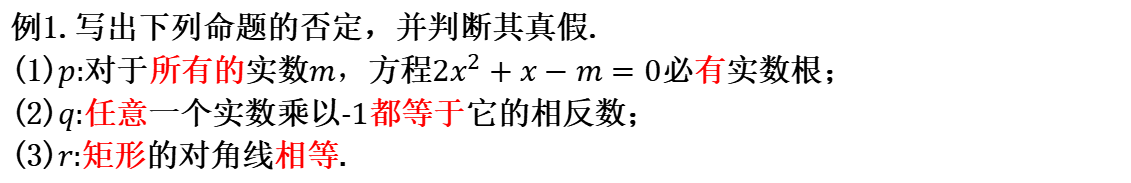 例1. 写出下列命题的否定，并判断其真假.
(1) p:对于所有的实数m，方程2x² + x − m = 0必有实数根；
(2) q:任意一个实数乘以-1都等于它的相反数；
(3) r:矩形的对角线相等.